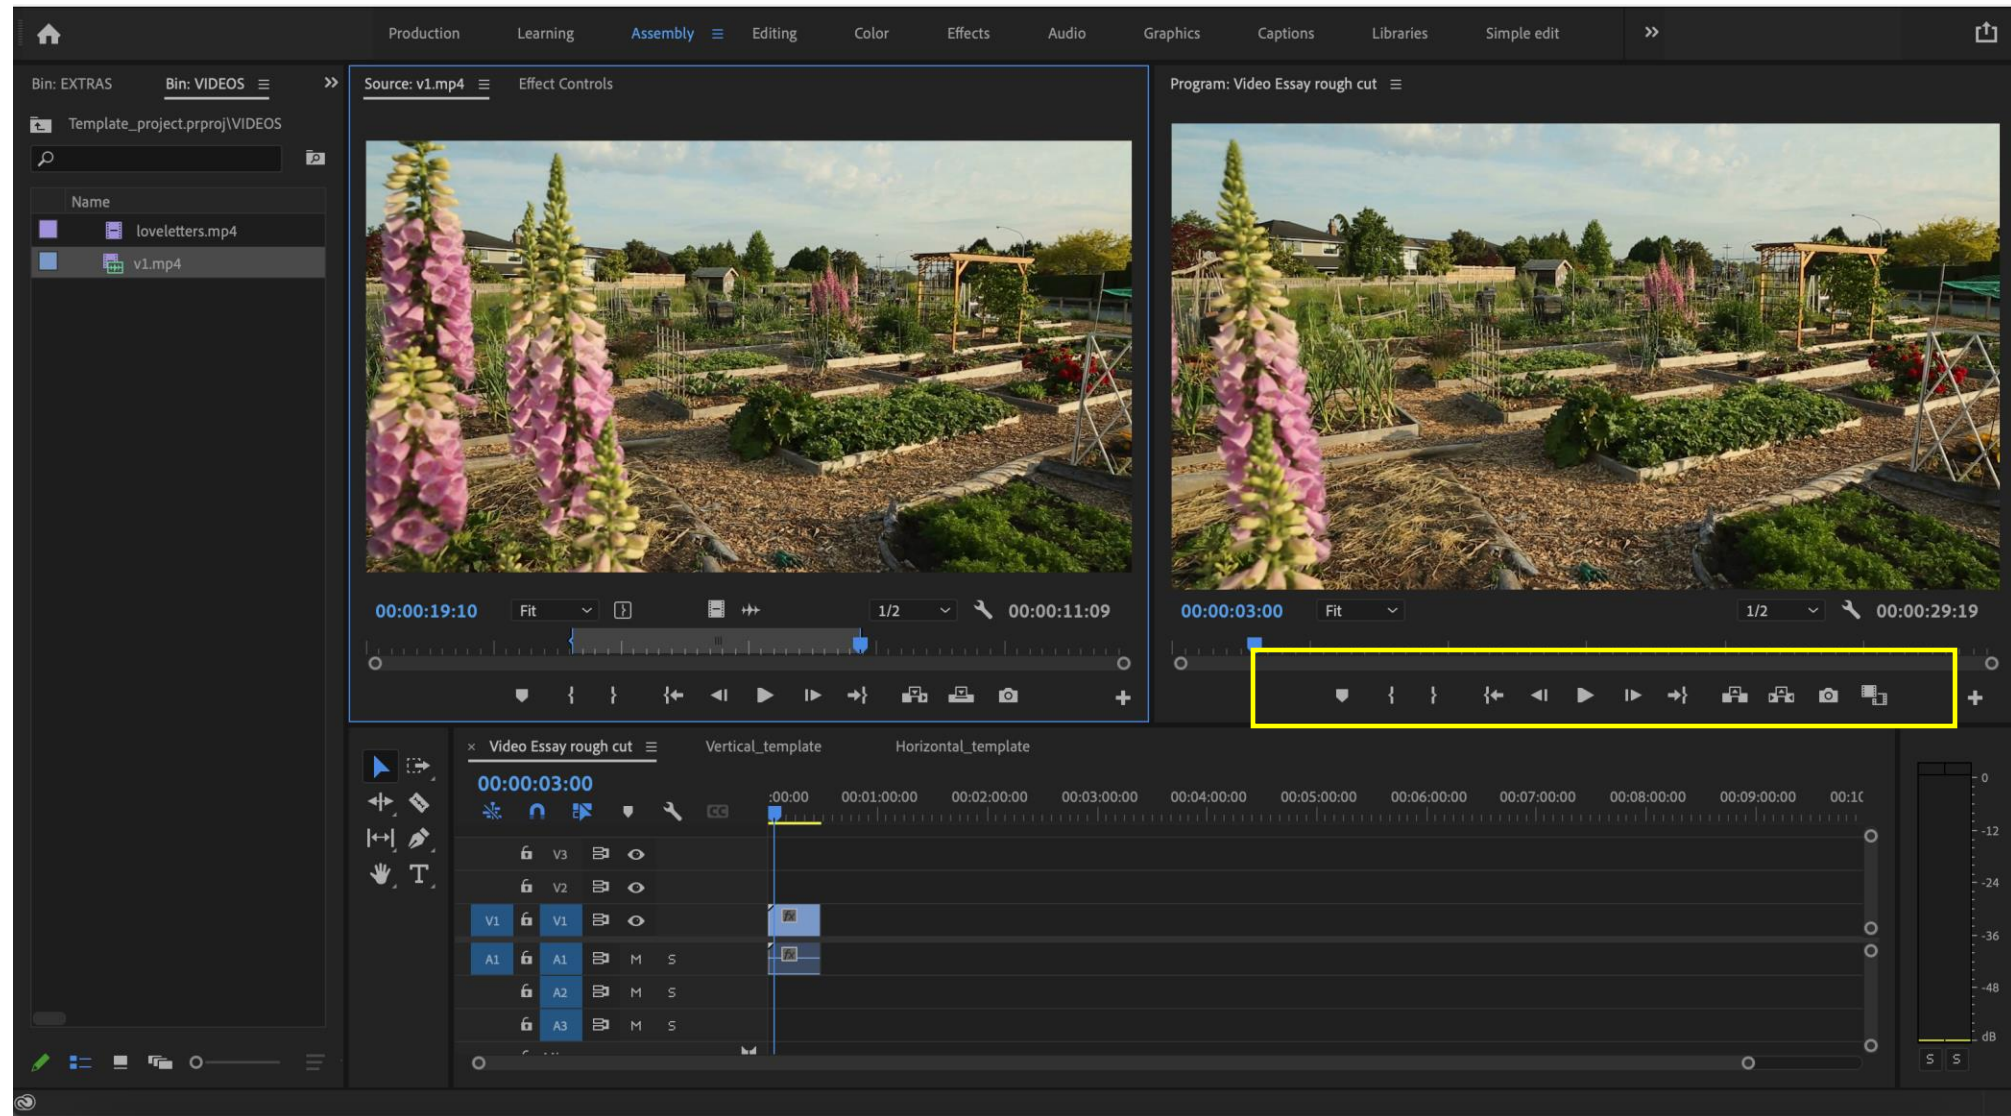 Production Learning Assembly Editing Color Effects Audio Graphics Captions Libraries Simple edit
Bin: EXTRAS Bin: VIDEOS
Template_project.prproj\VIDEOS
Name
loveletters.mp4
v1.mp4
Source: v1.mp4 Effect Controls
00:00:19:10 Fit 1/2 00:00:11:09
Program: Video Essay rough cut
00:00:03:00 Fit 1/2 00:00:29:19
× Video Essay rough cut Vertical_template Horizontal_template
00:00:03:00
:00:00 00:01:00:00 00:02:00:00 00:03:00:00 00:04:00:00 00:05:00:00 00:06:00:00 00:07:00:00 00:08:00:00 00:09:00:00 00:1
CC
T
V3
V2
V1 V1 fx
A1 A1 M S fx
A2 M S
A3 M S
0
-12
-24
-36
-48
dB
S S